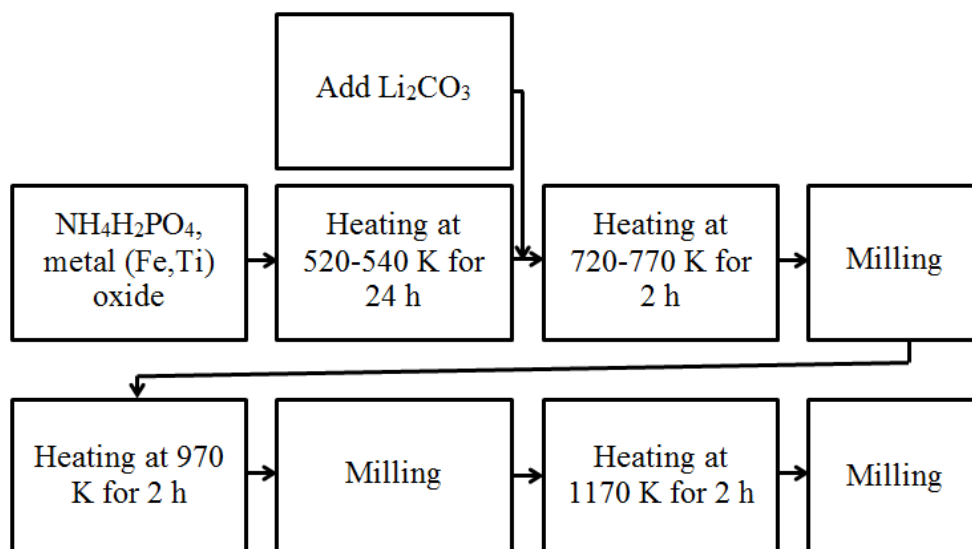 Add Li₂CO₃
NH₄H₂PO₄,
metal (Fe,Ti)
oxide
Heating at
520-540 K for
24 h
Heating at
720-770 K for
2 h
Milling
Heating at 970
K for 2 h
Milling
Heating at
1170 K for 2 h
Milling